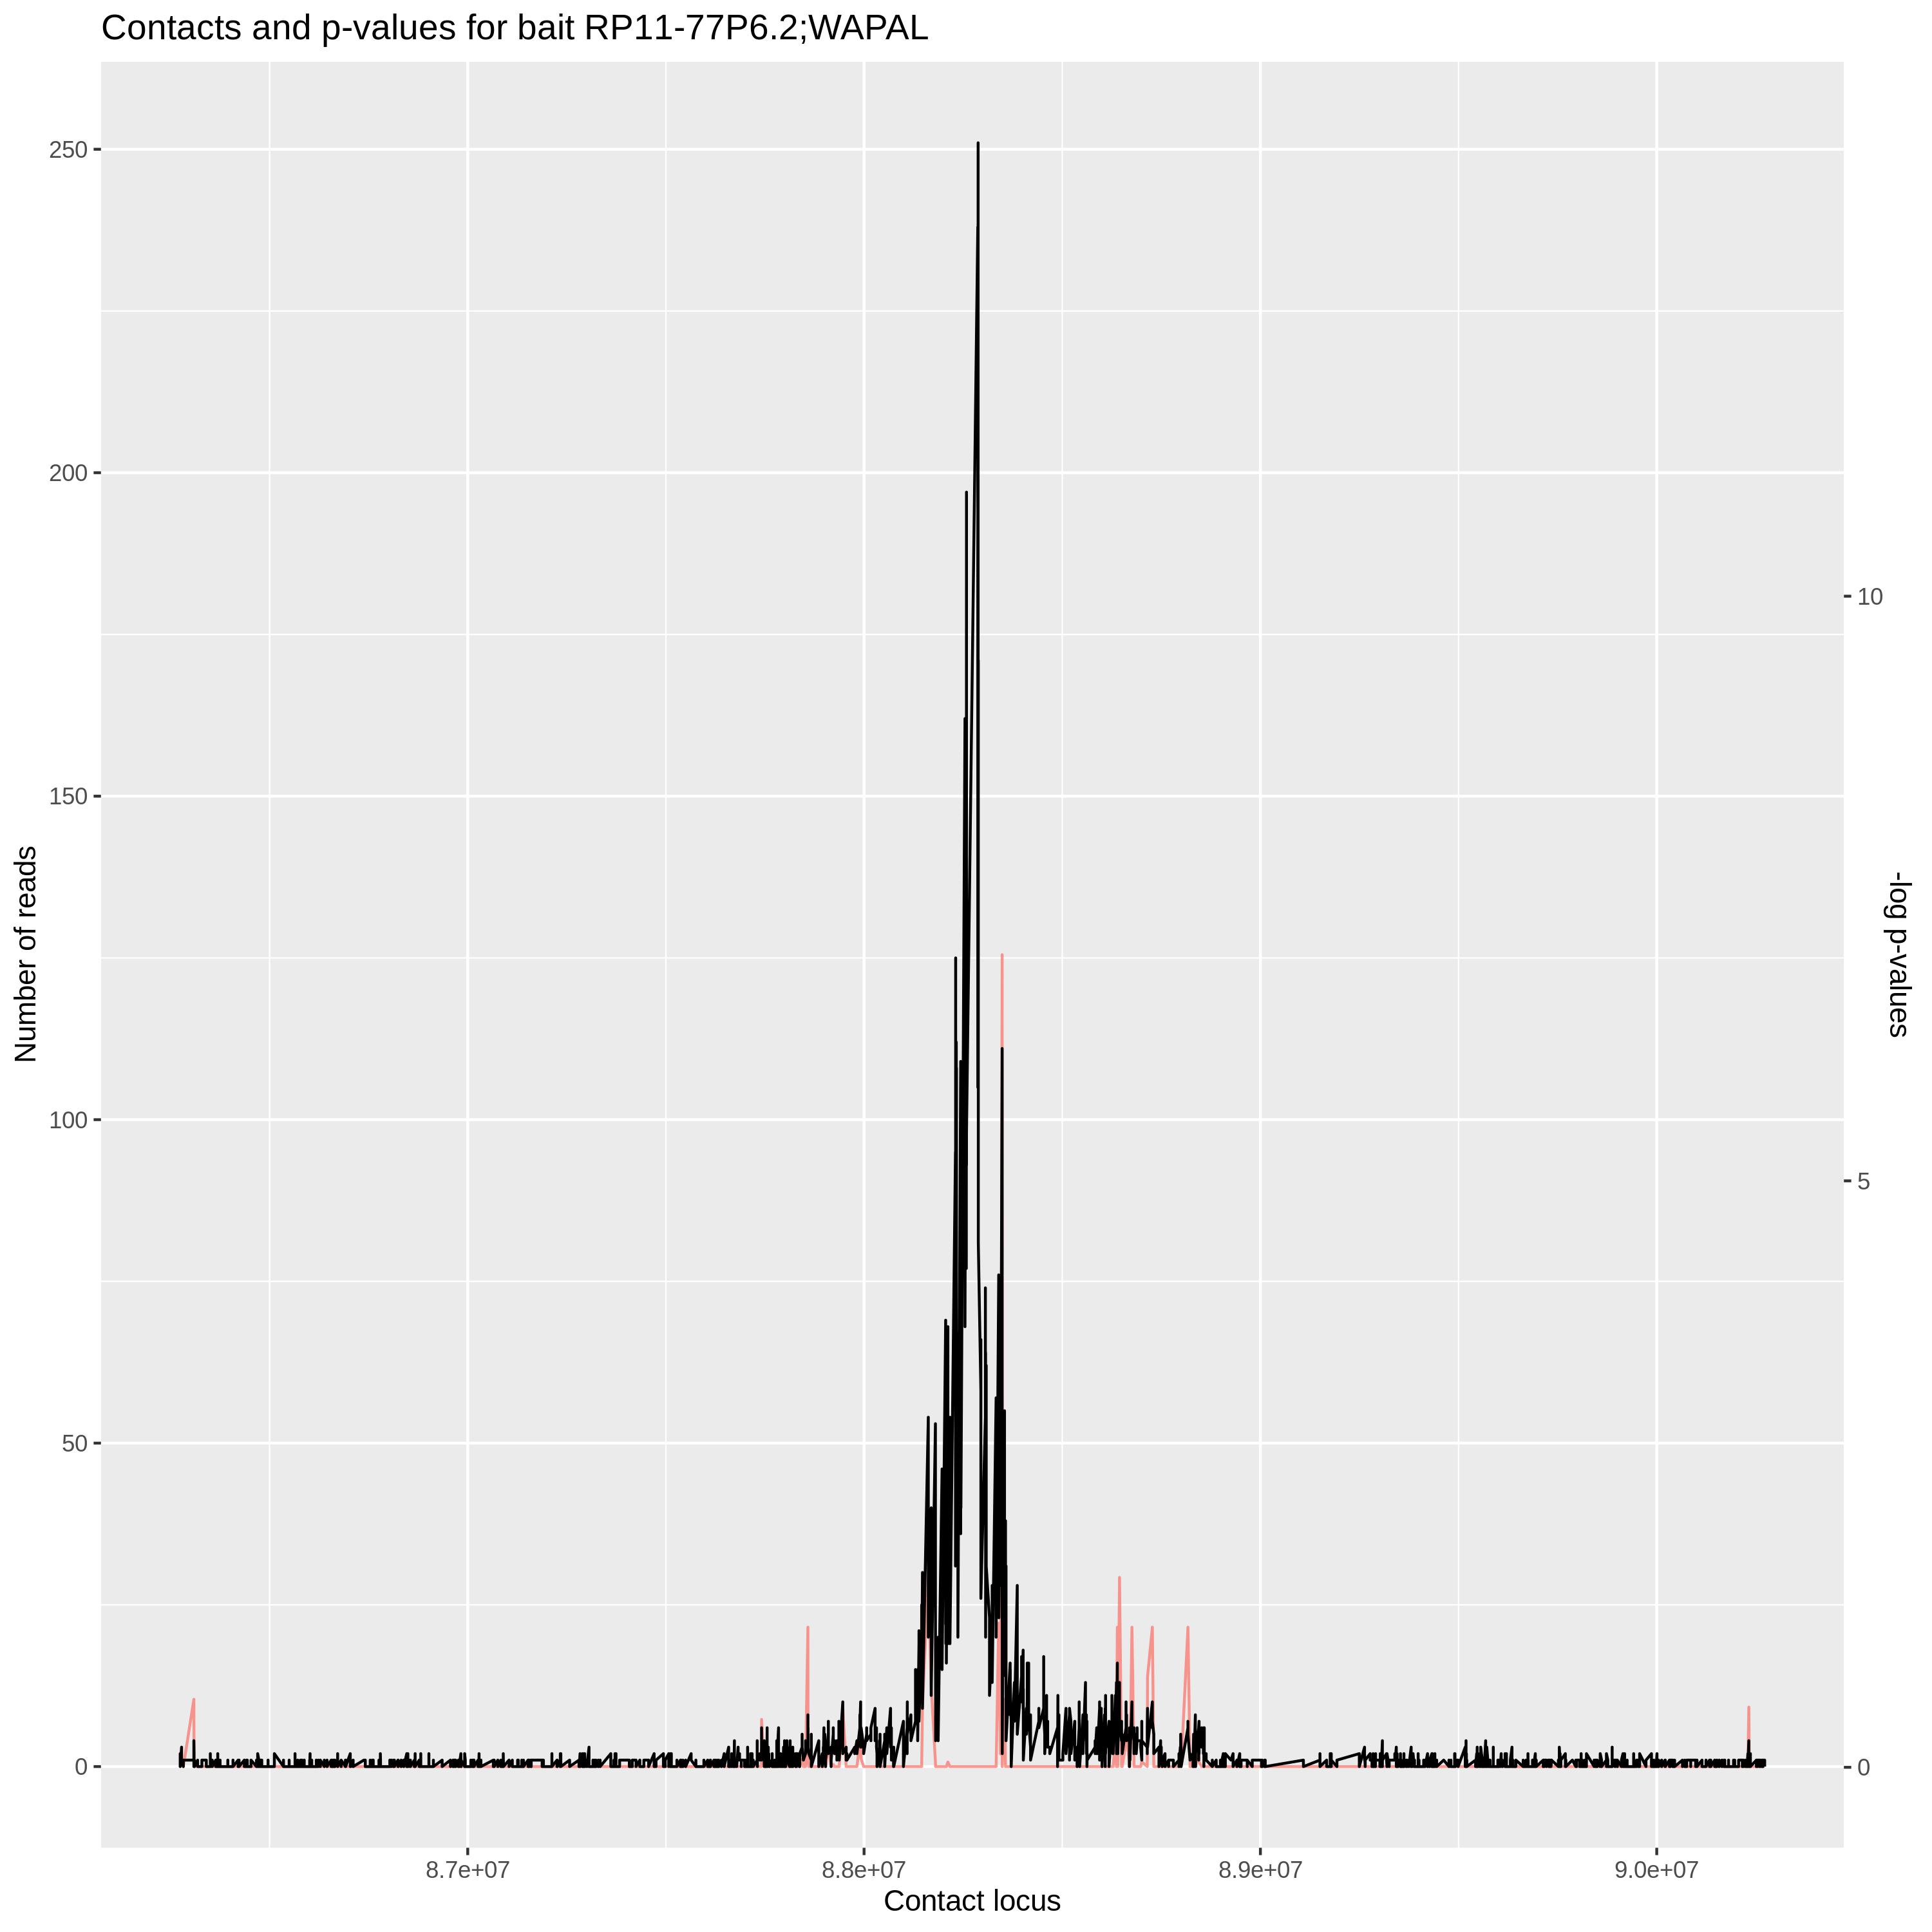 Contacts and p-values for bait RP11-77P6.2;WAPAL
Number of reads
250
200
150
100
50
0
10
5
0
-log p-values
8.7e+07
8.8e+07
8.9e+07
9.0e+07
Contact locus